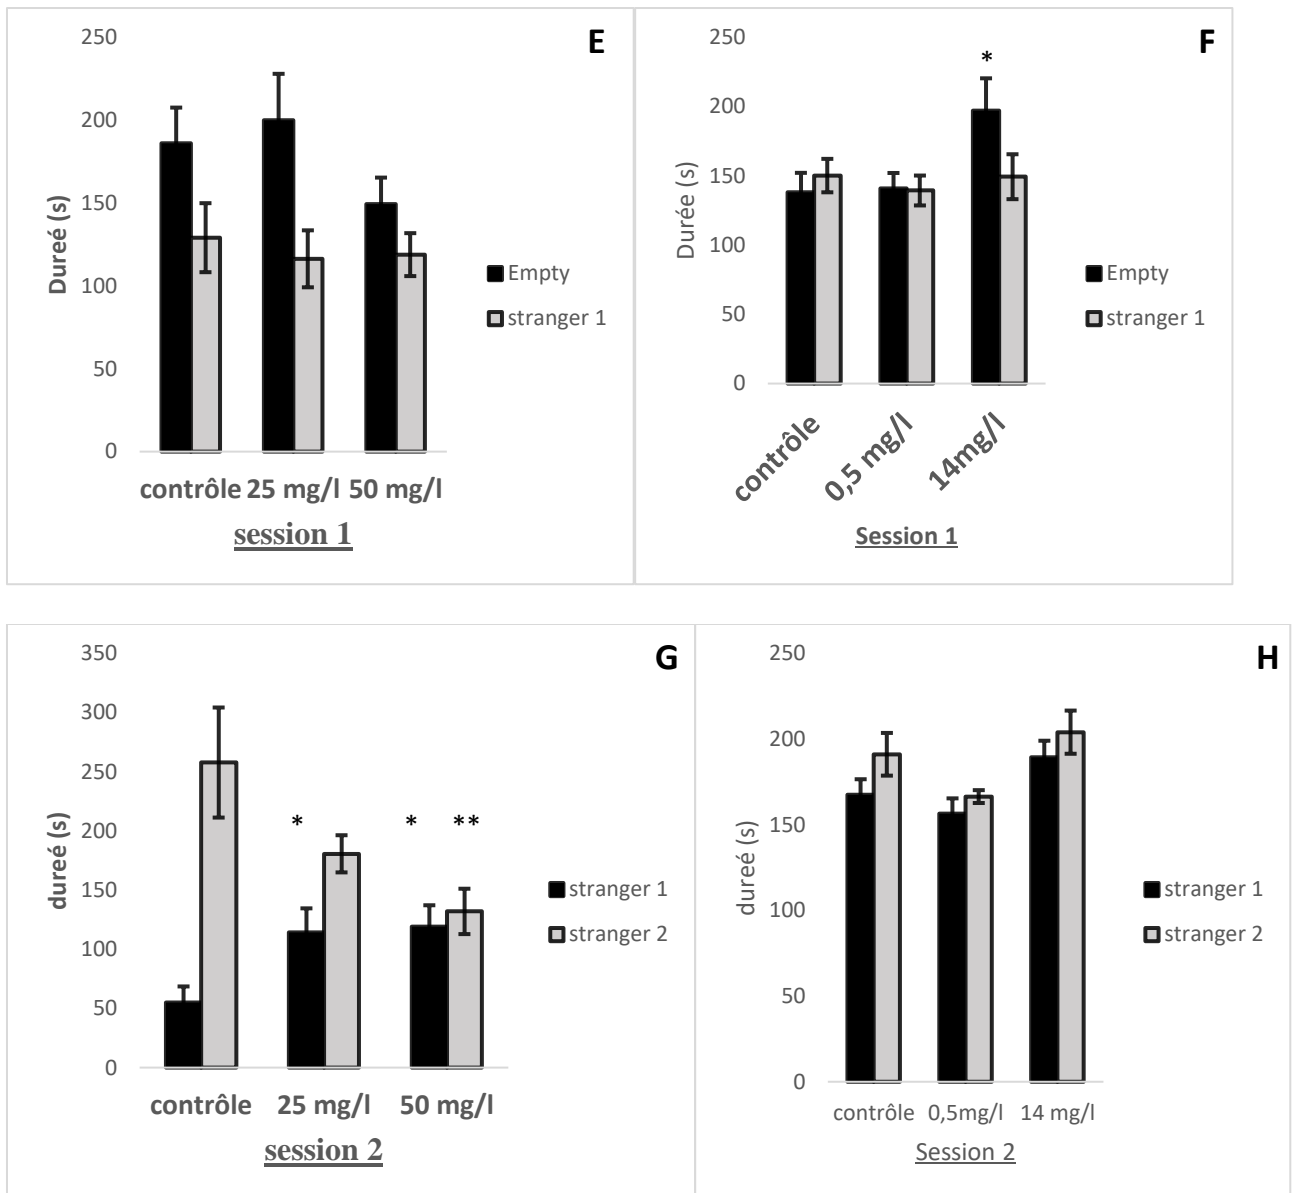 E
250
200
150
100
50
0
Dureé (s)
Empty
stranger 1
contrôle 25 mg/l 50 mg/l
session 1
F
250
200
150
100
50
0
Durée (s)
*
Empty
stranger 1
contrôle 0,5 mg/l 14mg/l
Session 1
G
350
300
250
200
150
100
50
0
dureé (s)
* * **
stranger 1
stranger 2
contrôle 25 mg/l 50 mg/l
session 2
H
250
200
150
100
50
0
dureé (s)
stranger 1
stranger 2
contrôle 0,5mg/l 14 mg/l
Session 2